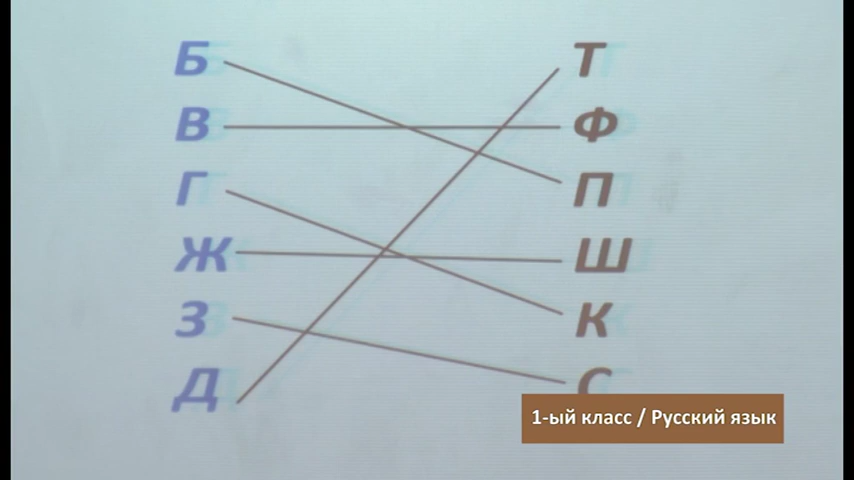 Б Т
В Ф
Г П
Ж Ш
З К
Д С
1-ый класс / Русский язык